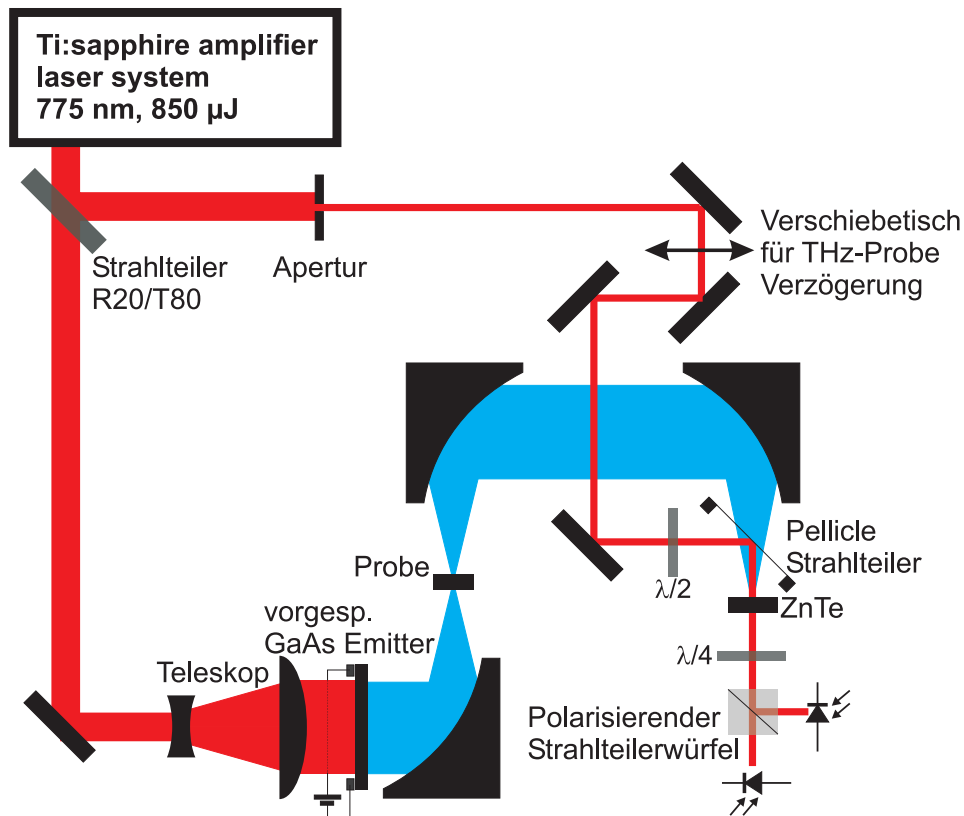 Ti:sapphire amplifier
laser system
775 nm, 850 µJ
Strahlteiler
R20/T80
Apertur
Verschiebetisch
für THz-Probe
Verzögerung
Pellicle
Strahlteiler
Probe
λ/2
ZnTe
vorgesp.
GaAs Emitter
Teleskop
λ/4
Polarisierender
Strahlteilerwürfel